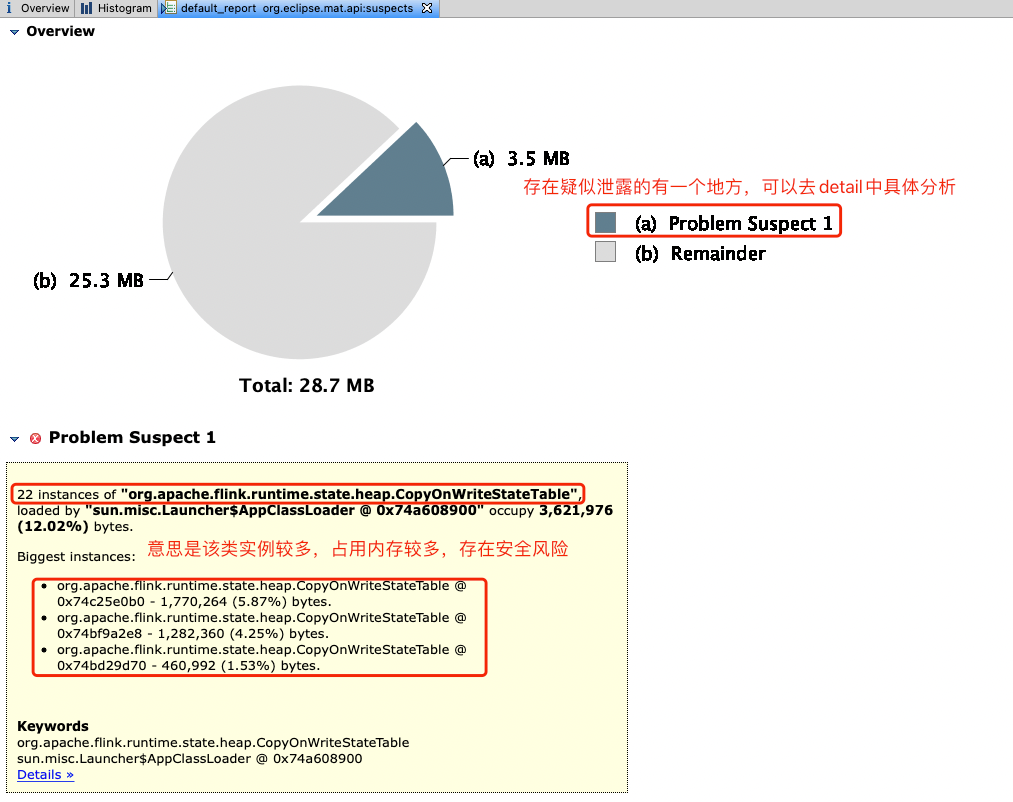 Overview
Histogram
default_report org.eclipse.mat.api:suspects
Overview
(a) 3.5 MB
存在疑似泄露的有一个地方，可以去detail中具体分析
(a) Problem Suspect 1
(b) Remainder
(b) 25.3 MB
Total: 28.7 MB
Problem Suspect 1
22 instances of "org.apache.flink.runtime.state.heap.CopyOnWriteStateTable",
loaded by "sun.misc.Launcher$AppClassLoader @ 0x74a608900" occupy 3,621,976
(12.02%) bytes.
Biggest instances:
意思是该类实例较多，占用内存较多，存在安全风险
• org.apache.flink.runtime.state.heap.CopyOnWriteStateTable @
0x74c25e0b0 - 1,770,264 (5.87%) bytes.
• org.apache.flink.runtime.state.heap.CopyOnWriteStateTable @
0x74bf9a2e8 - 1,282,360 (4.25%) bytes.
• org.apache.flink.runtime.state.heap.CopyOnWriteStateTable @
0x74bd29d70 - 460,992 (1.53%) bytes.
Keywords
org.apache.flink.runtime.state.heap.CopyOnWriteStateTable
sun.misc.Launcher$AppClassLoader @ 0x74a608900
Details »